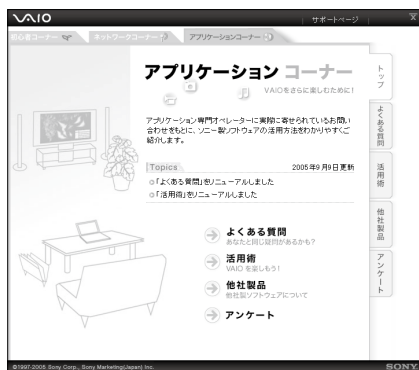 VAIO
サポートページ
初心者コーナー
ネットワークコーナー
アプリケーションコーナー
アプリケーション コーナー
VAIOをさらに楽しむために!
アプリケーション専門オペレーターに実際に寄せられているお問い
合わせをもとに、ソニー製ソフトウェアの活用方法をわかりやすくご
紹介します。
Topics
2005年9月9日更新
「よくある質問」をリニューアルしました
「活用術」をリニューアルしました
よくある質問
あなたと同じ疑問があるかも?
活用術
VAIO を楽しもう!
他社製品
他社製ソフトウェアについて
アンケート
トップ
よくある質問
活用術
他社製品
アンケート
©1997-2005 Sony Corp., Sony Marketing(Japan) Inc.
SONY